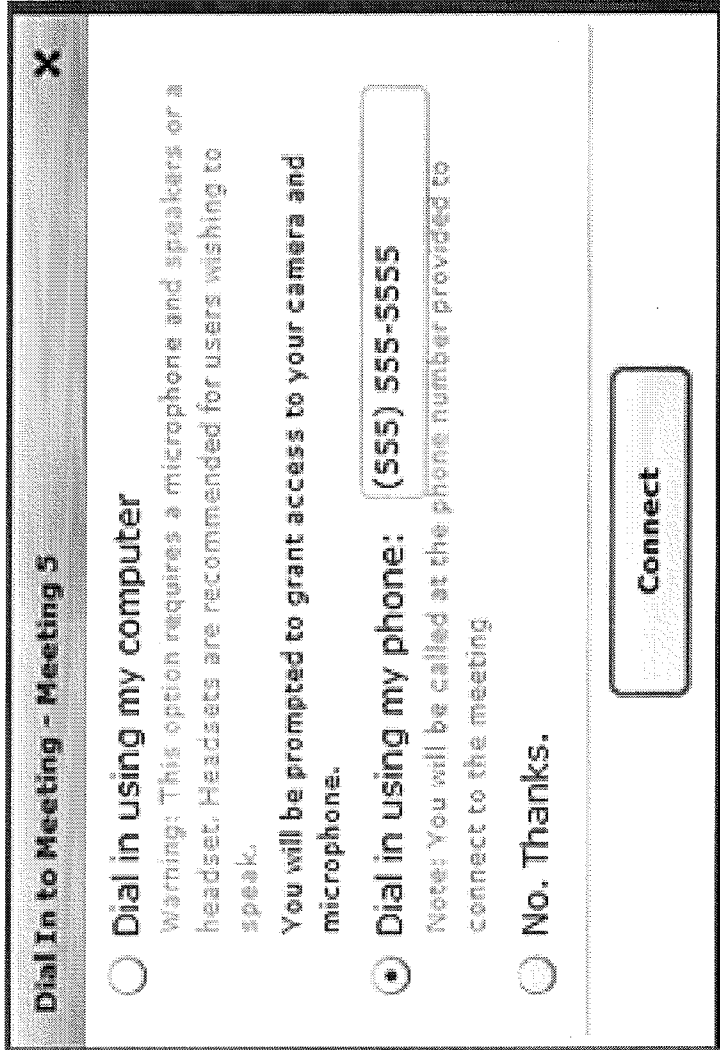 Dial In to Meeting - Meeting 5 X
Dial in using my computer
Warning: This option requires a microphone and speakers or a
headset. Headsets are recommended for users wishing to
speak.
You will be prompted to grant access to your camera and
microphone.
Dial in using my phone: (555) 555-5555
Note: You will be called at the phone number provided to
connect to the meeting
No. Thanks.
Connect